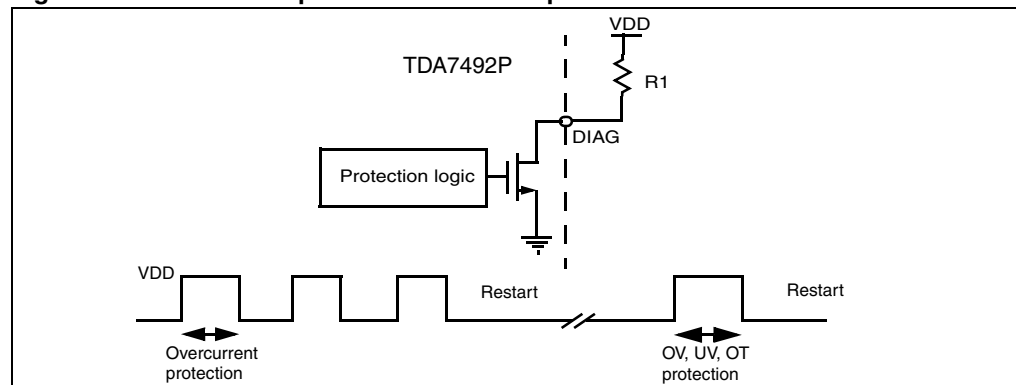 VDD
TDA7492P
R1
DIAG
Protection logic
VDD
Restart
Restart
Overcurrent
protection
OV, UV, OT
protection